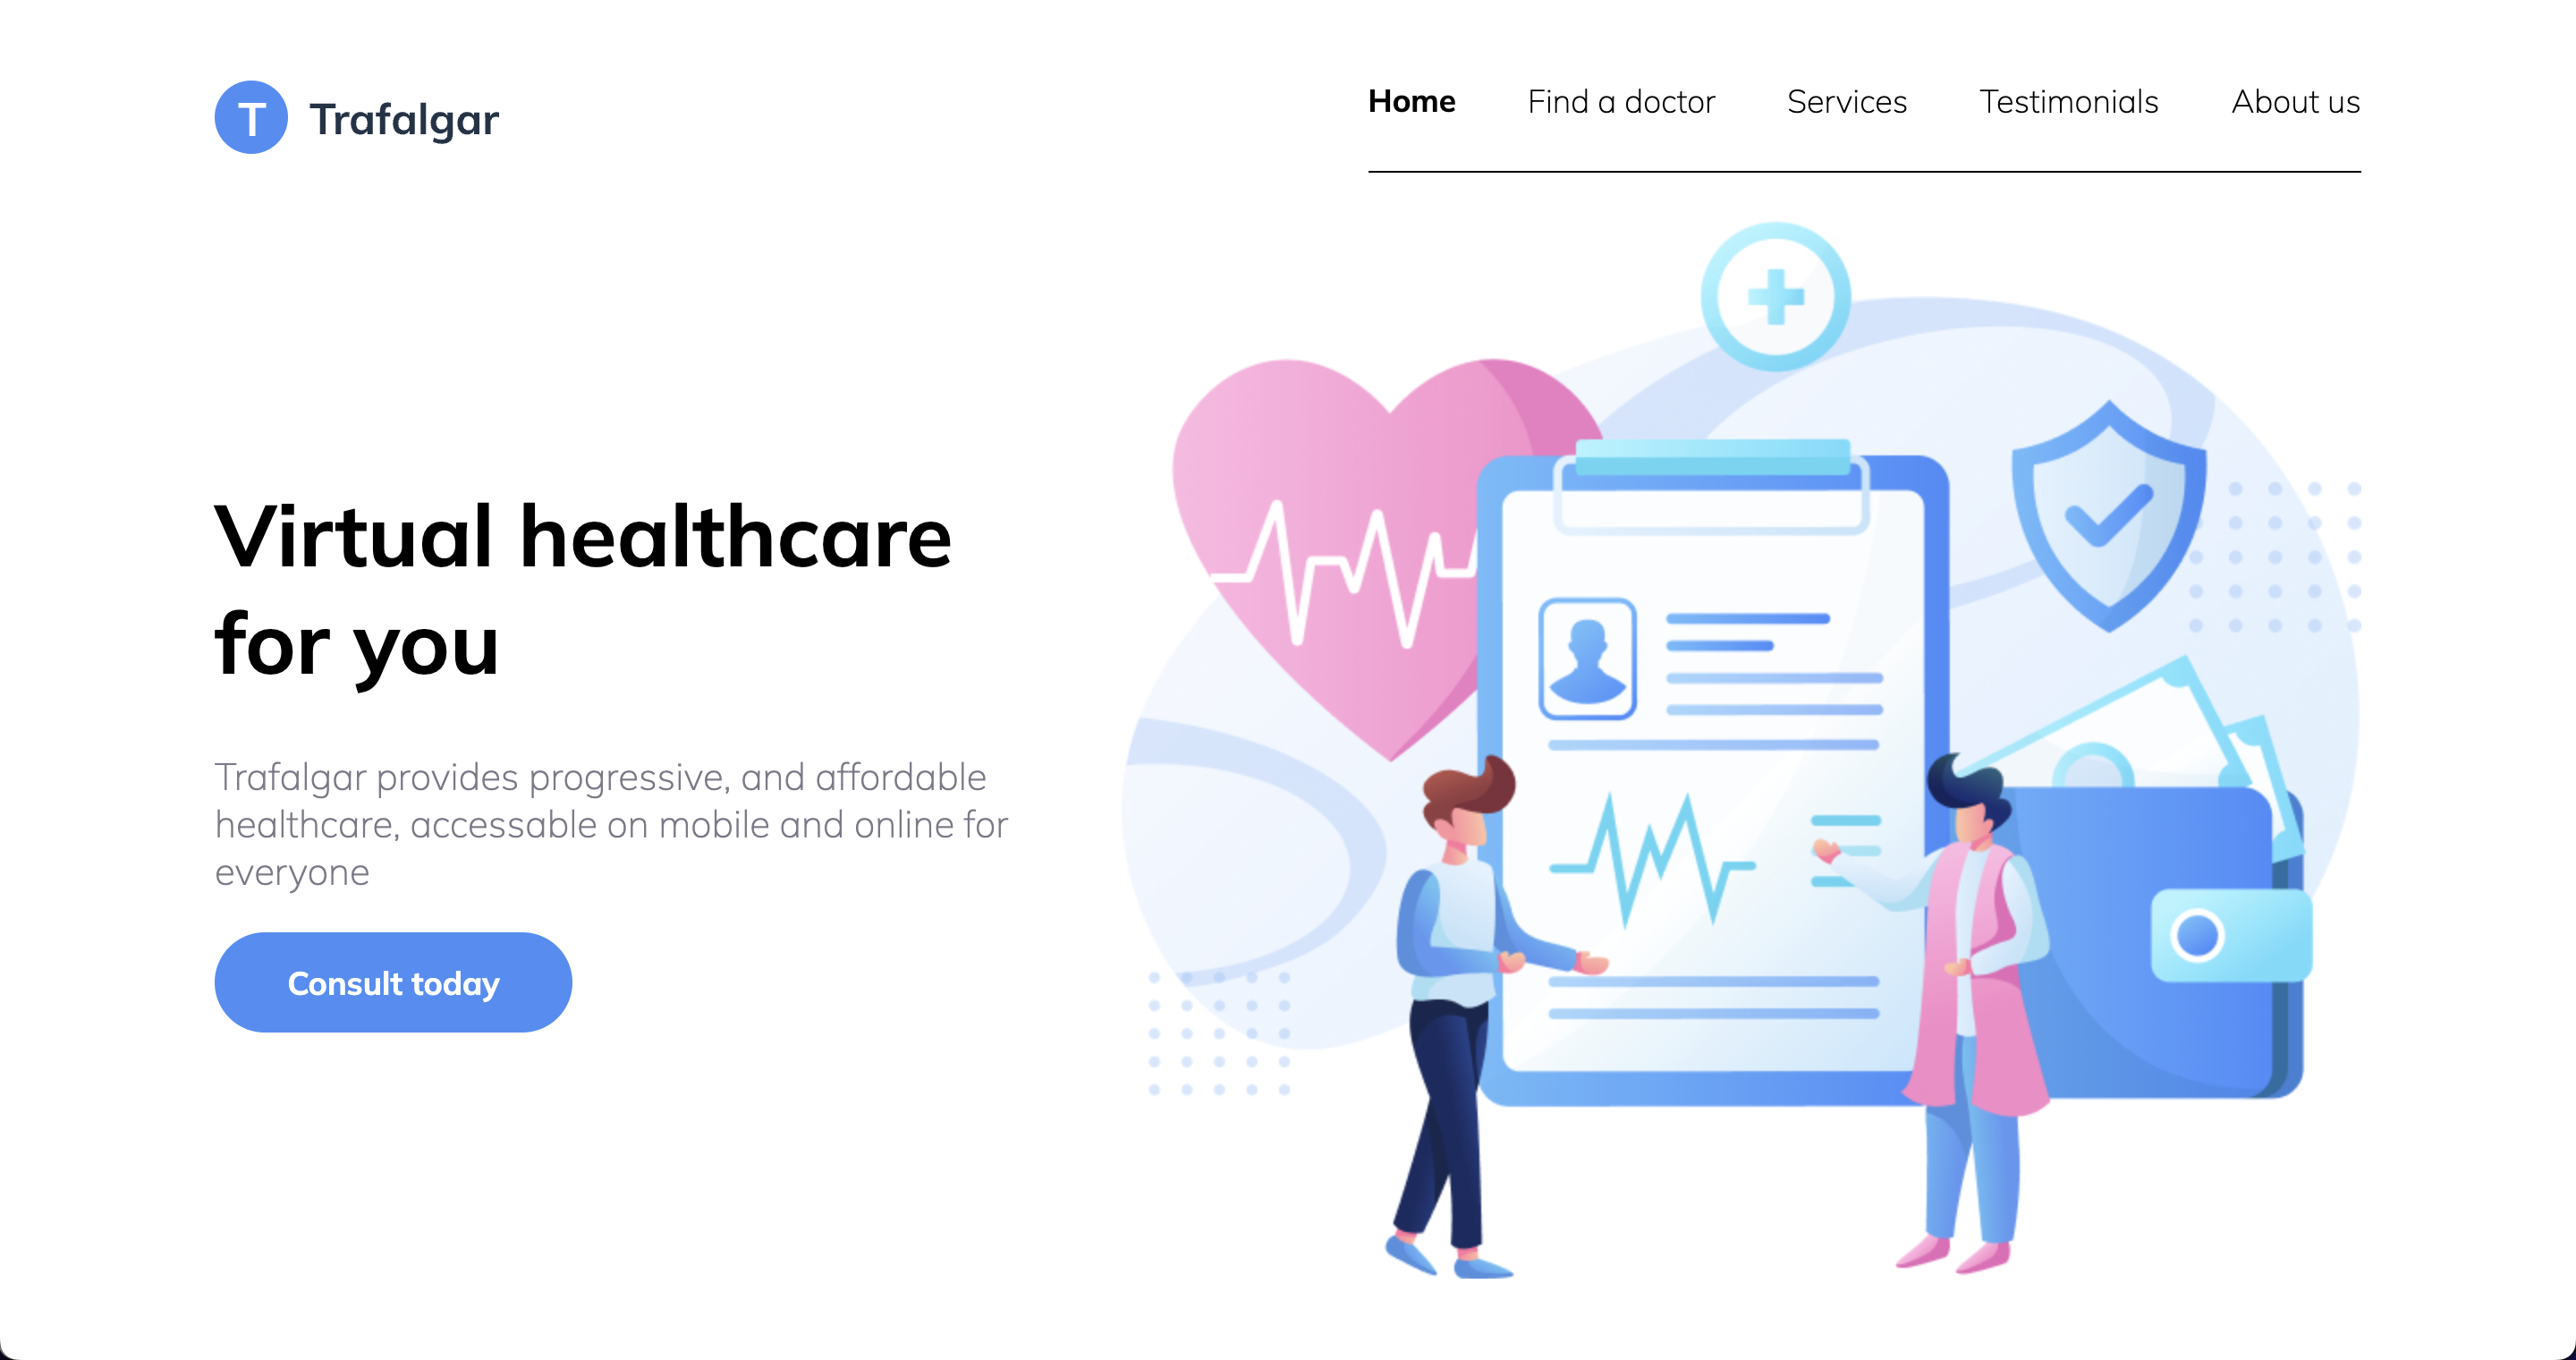 T Trafalgar
Home Find a doctor Services Testimonials About us
Virtual healthcare
for you
Trafalgar provides progressive, and affordable
healthcare, accessable on mobile and online for
everyone
Consult today